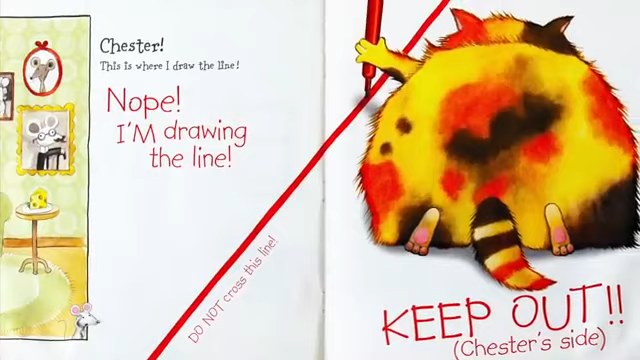 Chester!
This is where I draw the line!
Nope!
I'M drawing
the line!
DO NOT cross this line!
KEEP OUT!!
(Chester's side)